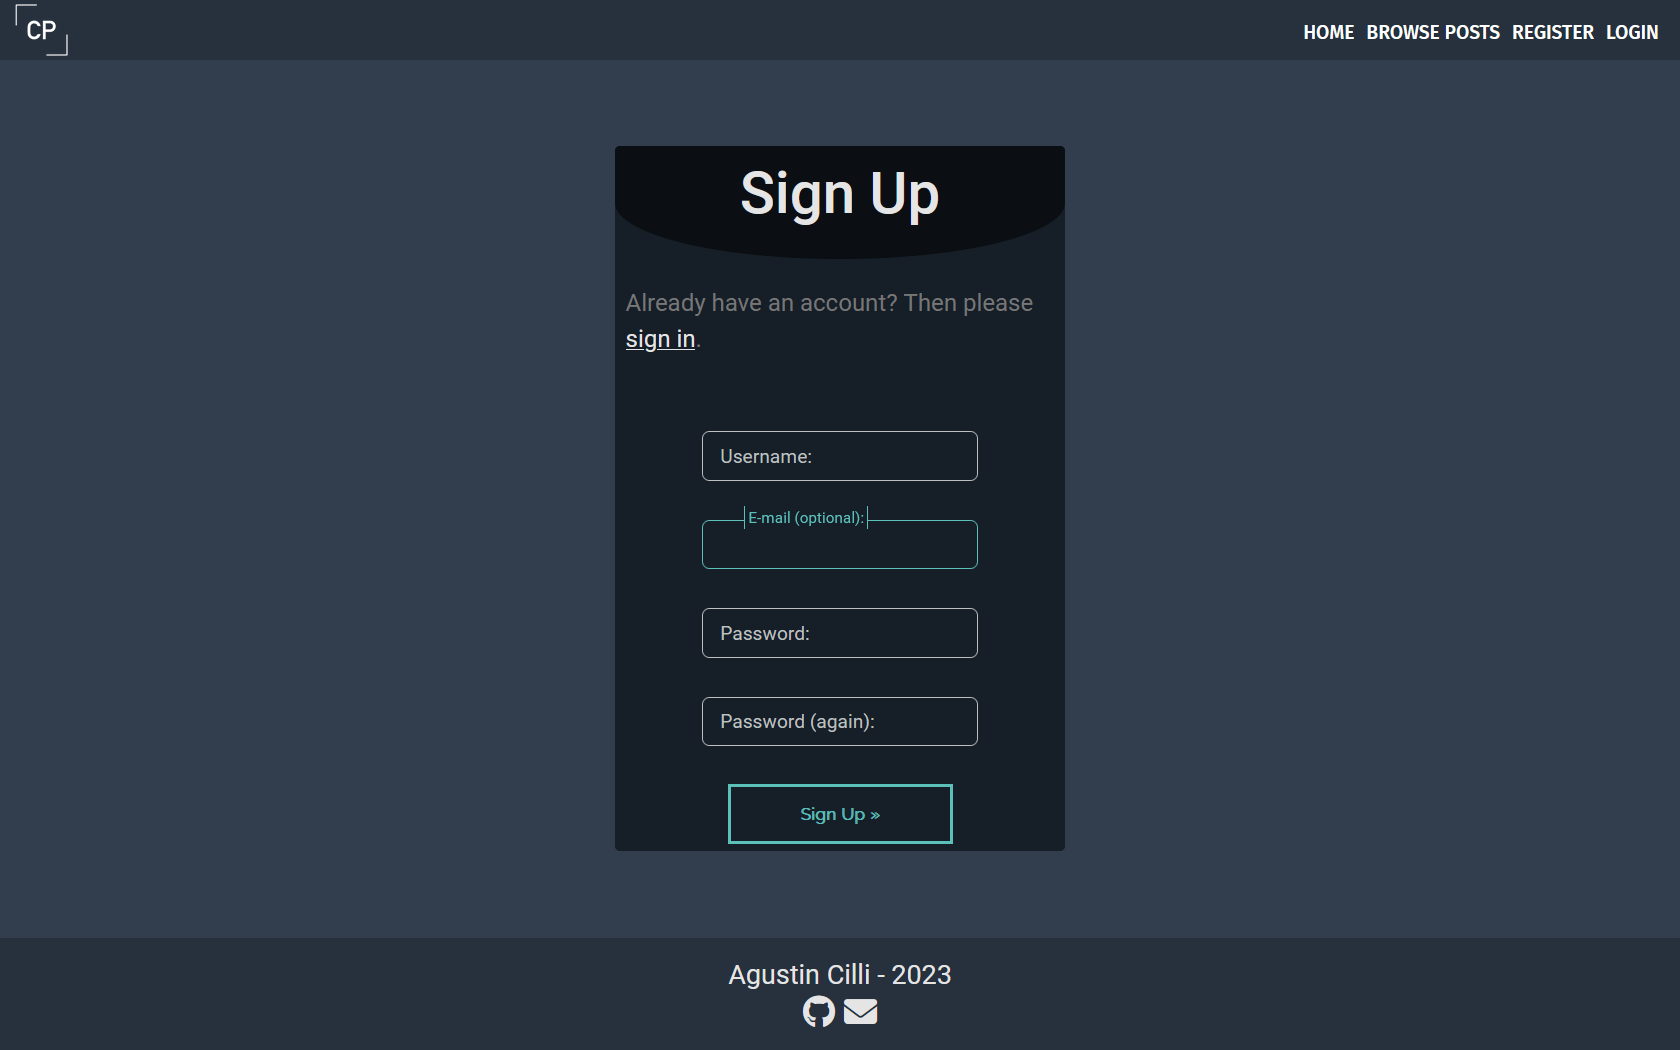 CP
HOME BROWSE POSTS REGISTER LOGIN
Sign Up
Already have an account? Then please
sign in.
Username:
E-mail (optional):
Password:
Password (again):
Sign Up »
Agustin Cilli - 2023